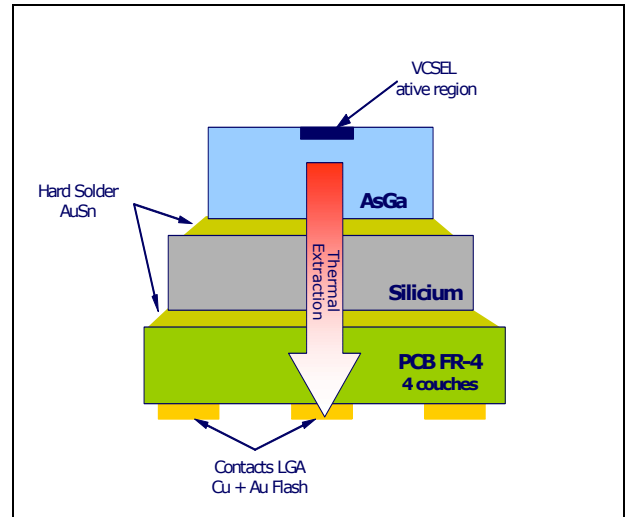 VCSEL
ative region
Hard Solder
AuSn
AsGa
Thermal
Extraction
Silicium
PCB FR-4
4 couches
Contacts LGA
Cu + Au Flash